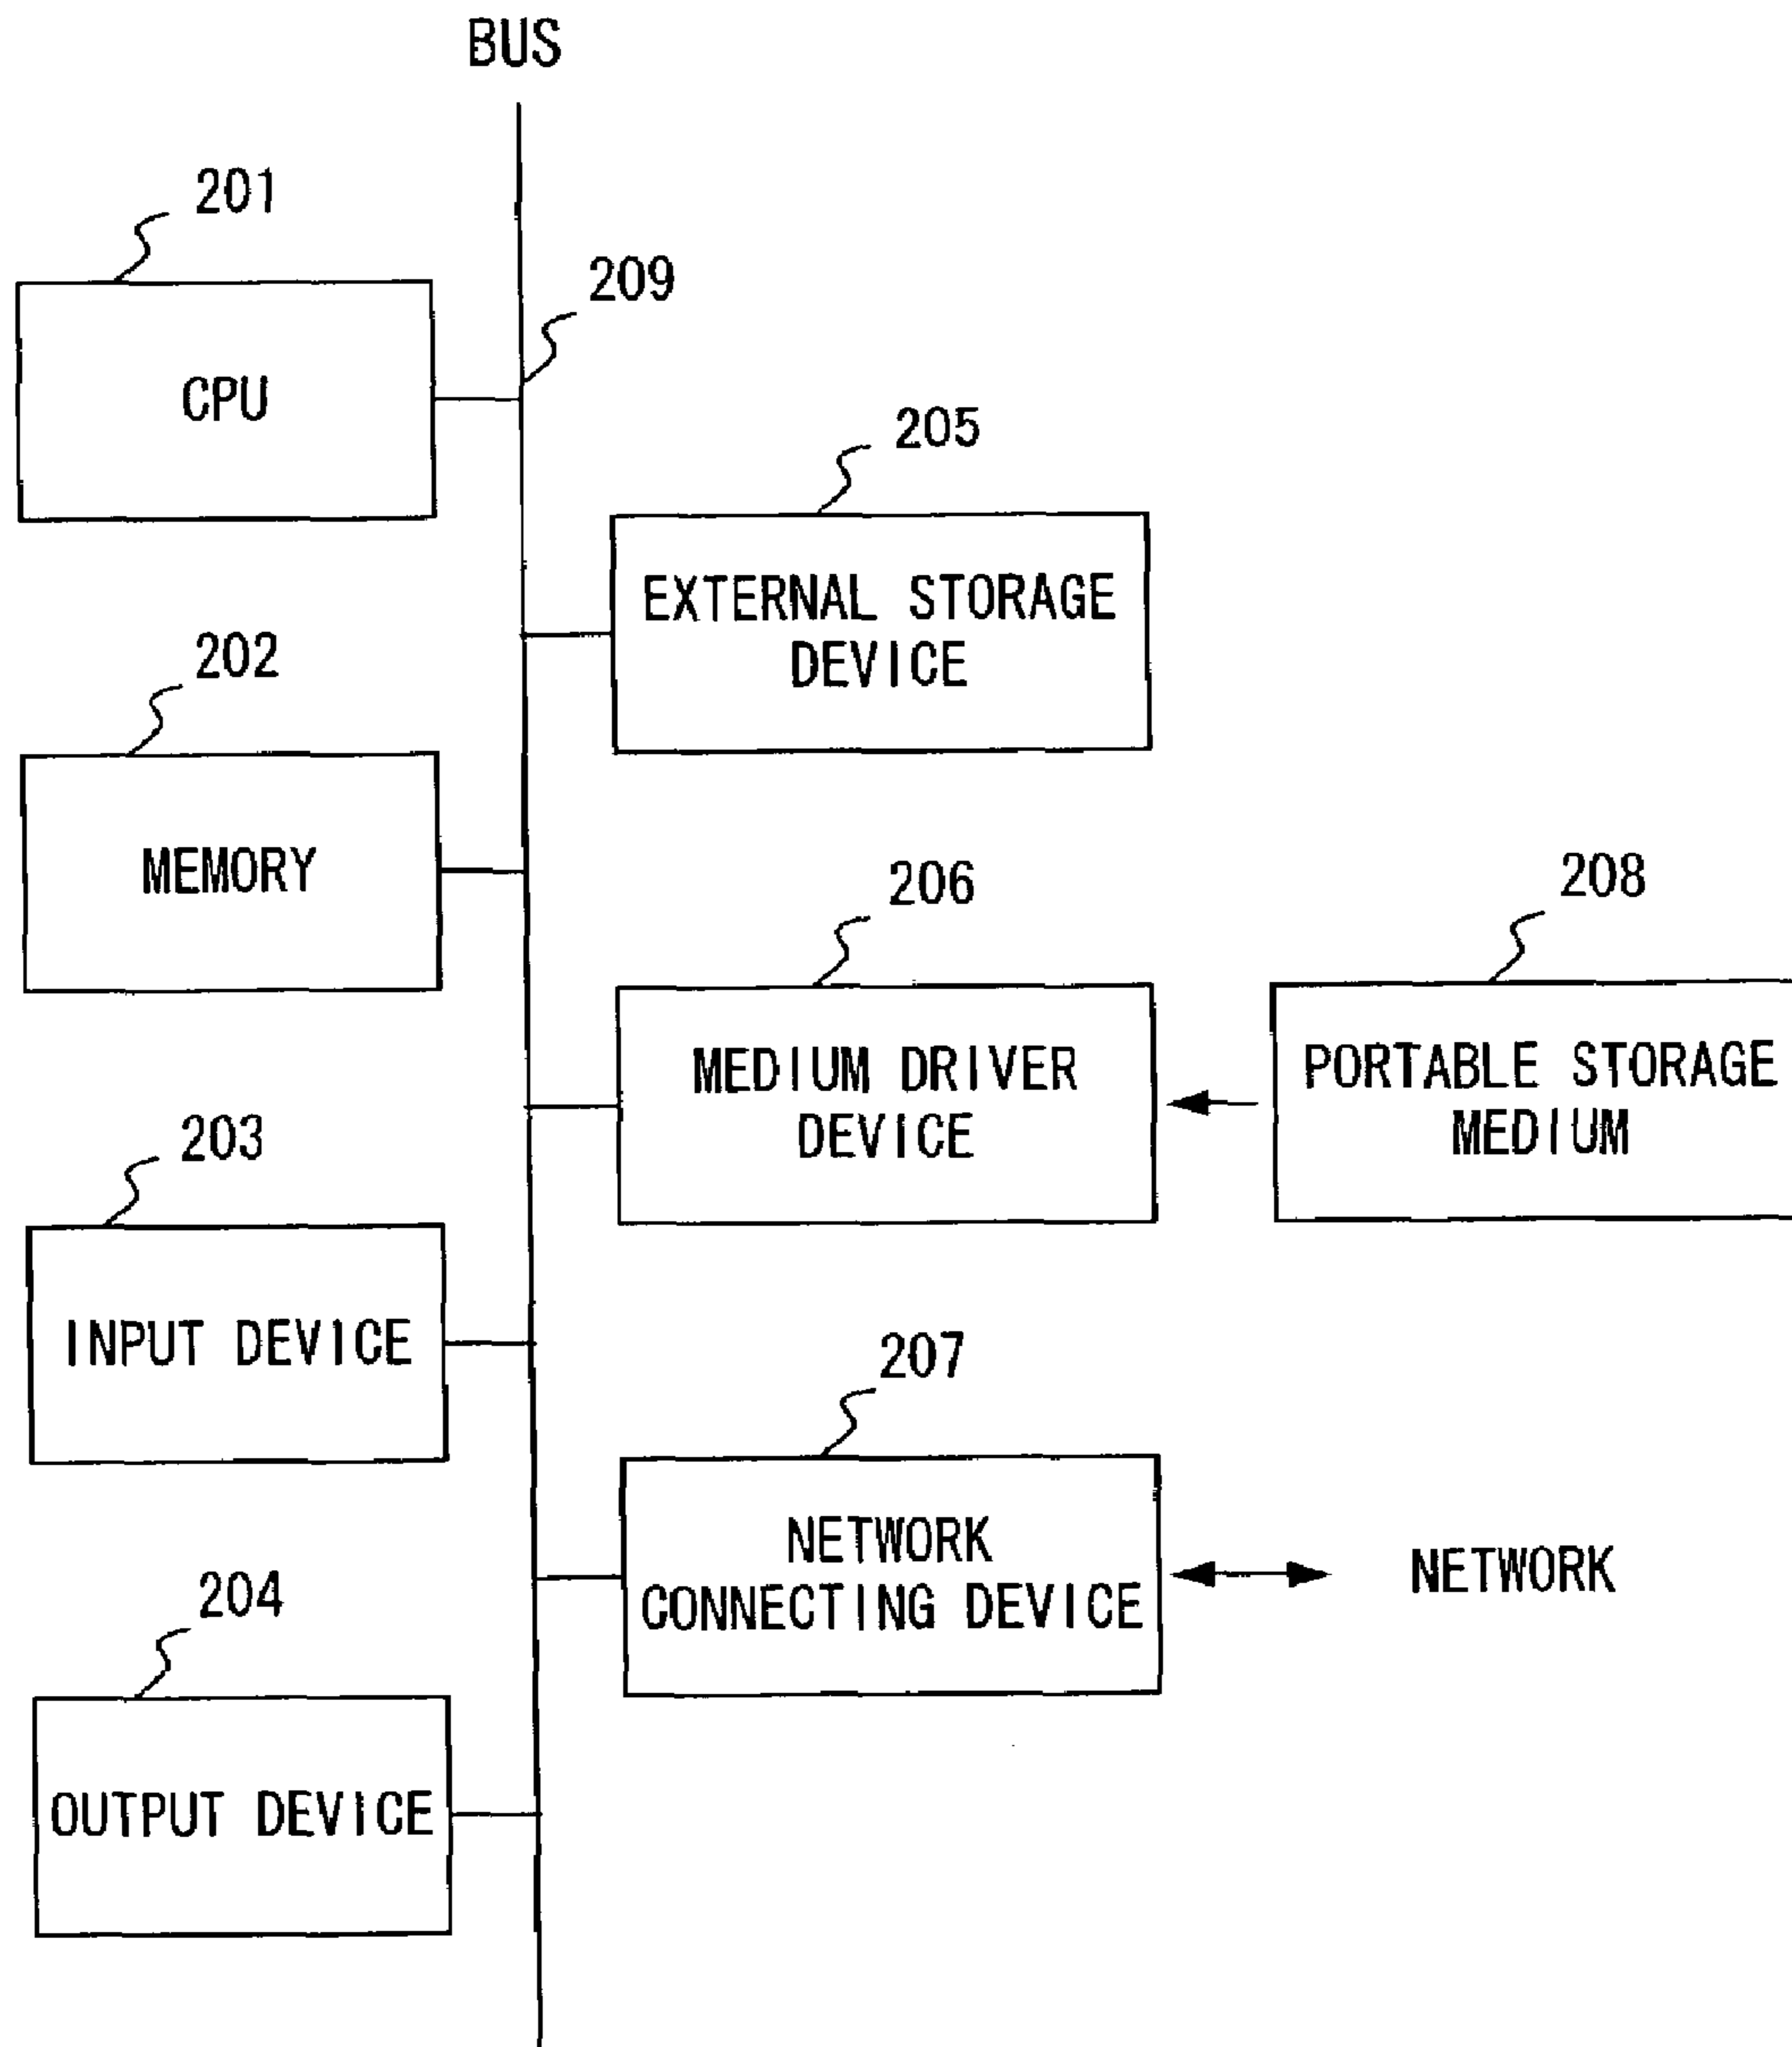 BUS
201
209
CPU
205
EXTERNAL STORAGE
DEVICE
202
MEMORY
206
208
MEDIUM DRIVER
DEVICE
PORTABLE STORAGE
MEDIUM
203
INPUT DEVICE
207
NETWORK
CONNECTING DEVICE
NETWORK
204
OUTPUT DEVICE